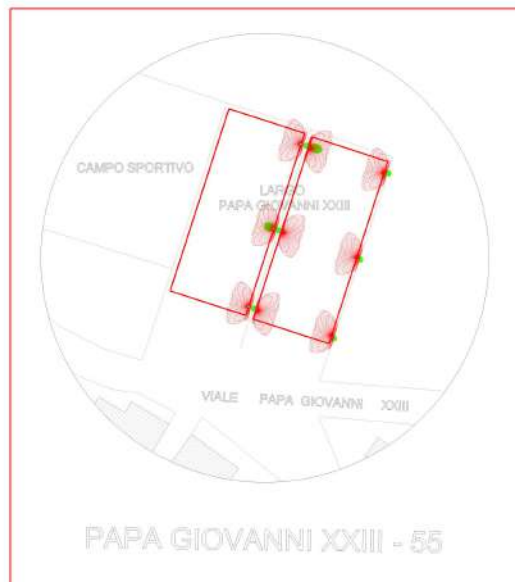 CAMPO SPORTIVO
LARGO
PAPA GIOVANNI XXIII
VIALE PAPA GIOVANNI XXIII
PAPA GIOVANNI XXIII - 55